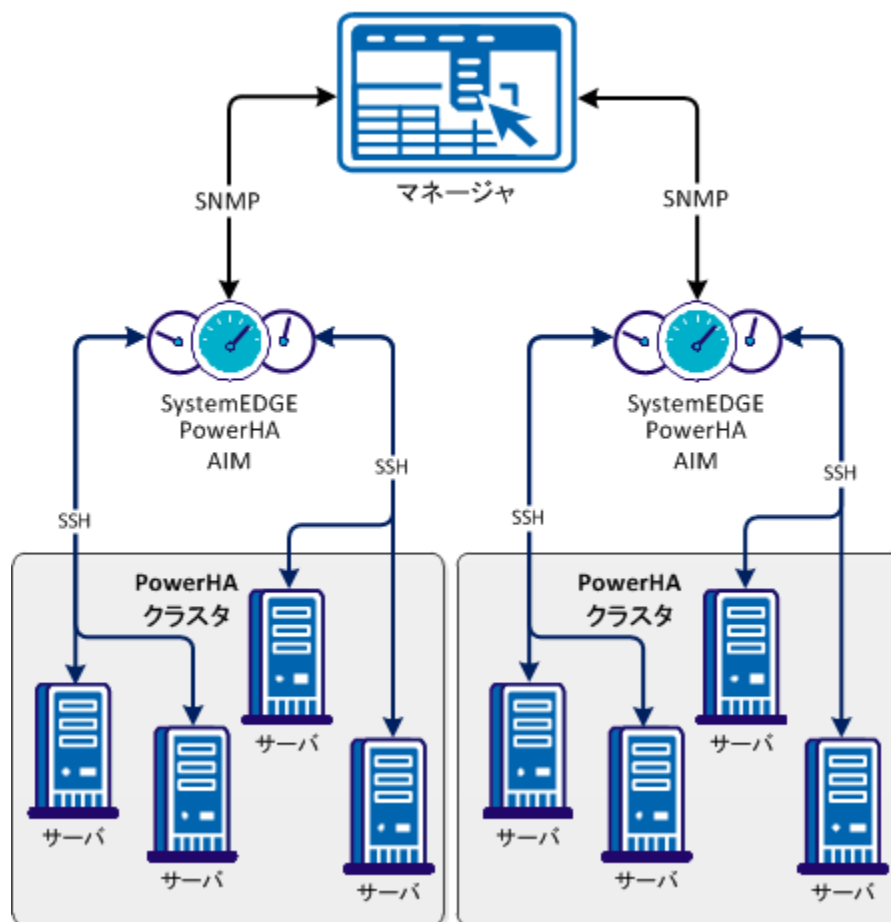 マネージャ
SNMP
SNMP
SystemEDGE
PowerHA
AIM
SystemEDGE
PowerHA
AIM
SSH
SSH
SSH
SSH
PowerHA
クラスタ
PowerHA
クラスタ
サーバ
サーバ
サーバ
サーバ
サーバ
サーバ
サーバ
サーバ